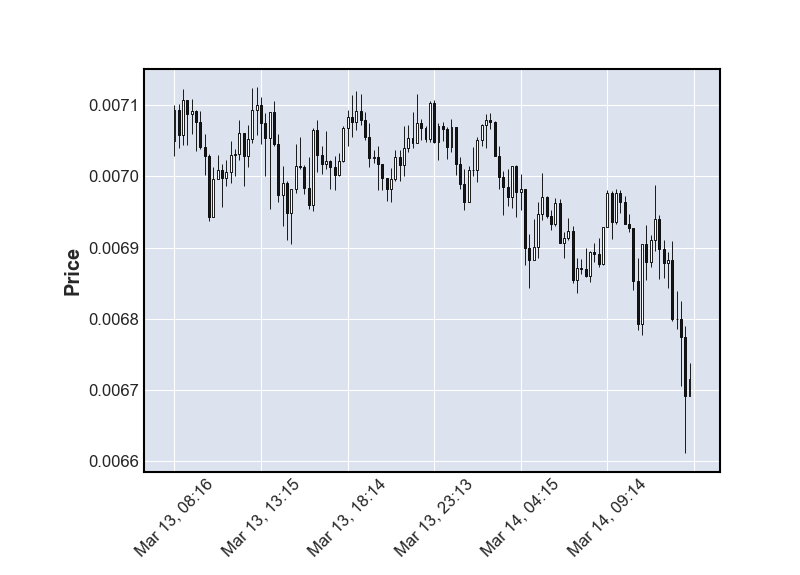 Price
0.0071
0.0070
0.0069
0.0068
0.0067
0.0066
Mar 13, 08:16
Mar 13, 13:15
Mar 13, 18:14
Mar 13, 23:13
Mar 14, 04:15
Mar 14, 09:14